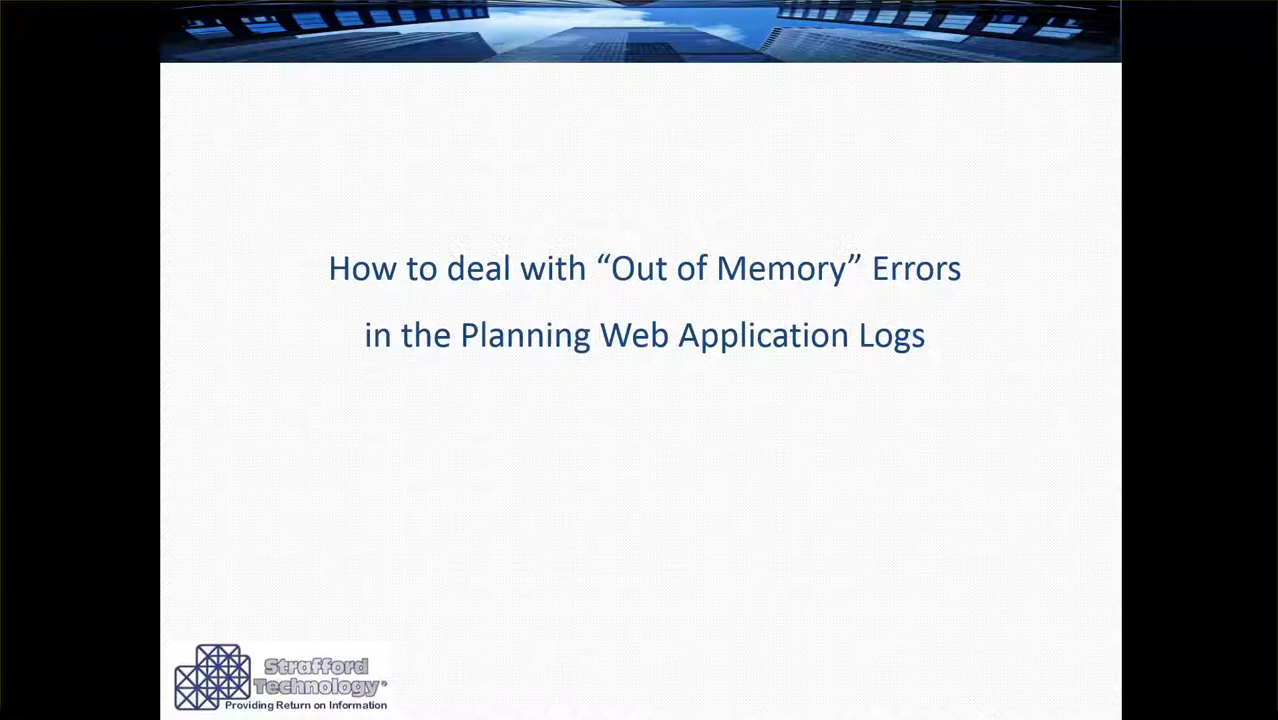 How to deal with “Out of Memory” Errors
in the Planning Web Application Logs
Strafford
Technology
Providing Return on Information